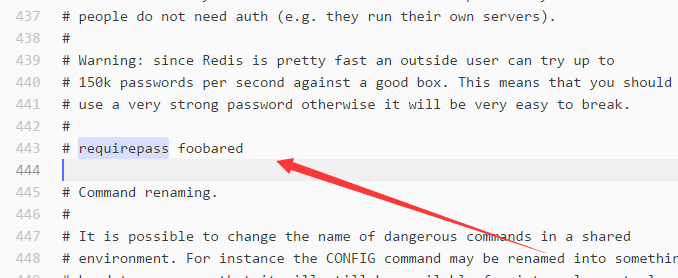 437 # people do not need auth (e.g. they run their own servers).
438 #
439 # Warning: since Redis is pretty fast an outside user can try up to
440 # 150k passwords per second against a good box. This means that you should
441 # use a very strong password otherwise it will be very easy to break.
442 #
443 # requirepass foobared
444
445 # Command renaming.
446 #
447 # It is possible to change the name of dangerous commands in a shared
448 # environment. For instance the CONFIG command may be renamed into somethin